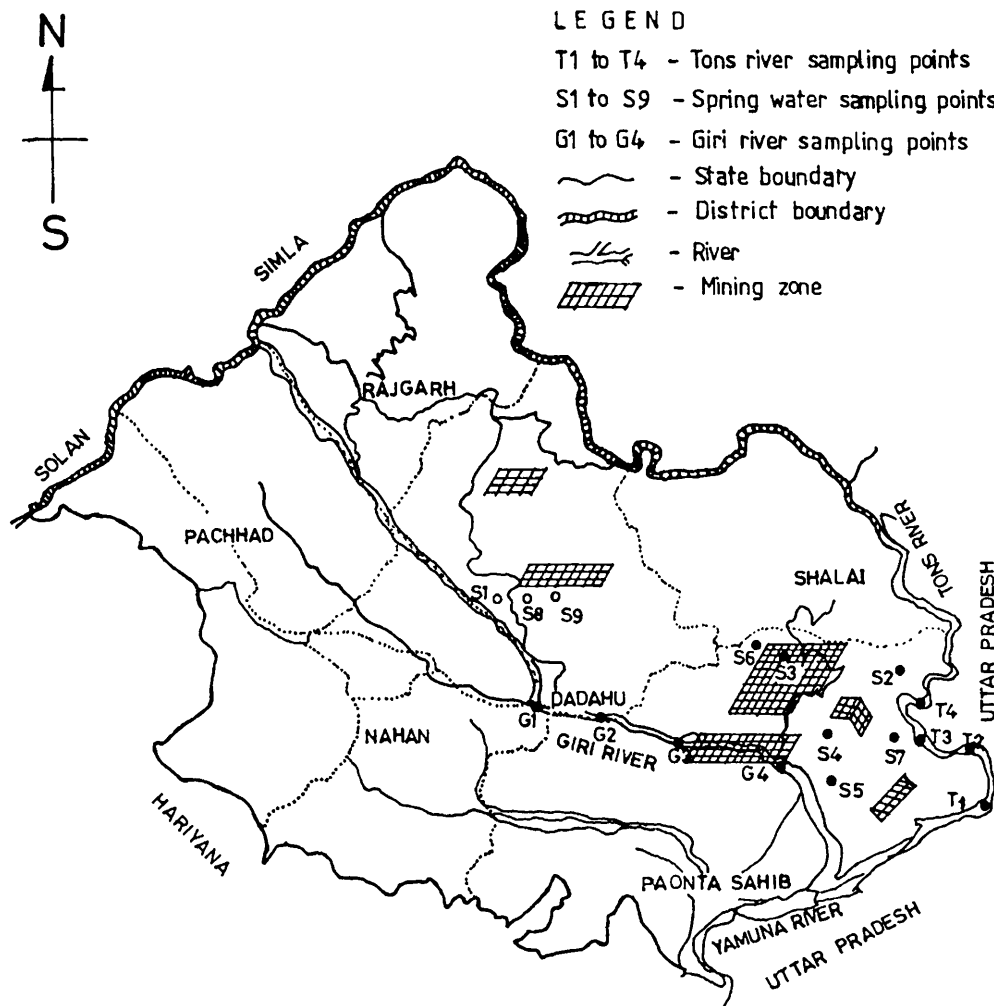 N
S
LEGEND
T1 to T4 - Tons river sampling points
S1 to S9 - Spring water sampling points
G1 to G4 - Giri river sampling points
- State boundary
- District boundary
- River
- Mining zone
SIMLA
SOLAN
RAJGARH
PACHHAD
TONS RIVER
SHALAI
UTTAR PRADESH
S1
S8
S9
S6
S3
S2
DADAHU
G1
G2
GIRI RIVER
G3
G4
T4
T3
T2
S4
S7
S5
T1
NAHAN
HARIYANA
PAONTA SAHIB
YAMUNA RIVER
UTTAR PRADESH